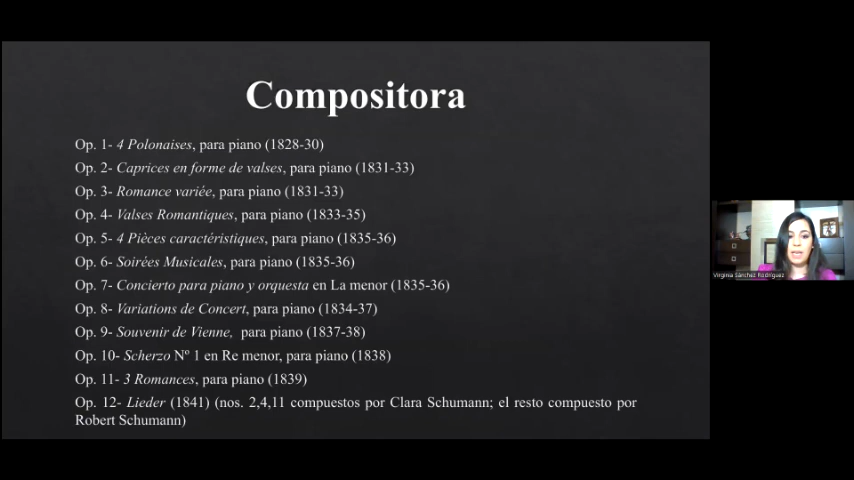 Compositora
Op. 1- 4 Polonaises, para piano (1828-30)
Op. 2- Caprices en forme de valses, para piano (1831-33)
Op. 3- Romance variée, para piano (1831-33)
Op. 4- Valses Romantiques, para piano (1833-35)
Op. 5- 4 Pièces caractéristiques, para piano (1835-36)
Op. 6- Soirées Musicales, para piano (1835-36)
Op. 7- Concierto para piano y orquesta en La menor (1835-36)
Op. 8- Variations de Concert, para piano (1834-37)
Op. 9- Souvenir de Vienne, para piano (1837-38)
Op. 10- Scherzo Nº 1 en Re menor, para piano (1838)
Op. 11- 3 Romances, para piano (1839)
Op. 12- Lieder (1841) (nos. 2,4,11 compuestos por Clara Schumann; el resto compuesto por
Robert Schumann)
Virginia Sánchez Rodríguez